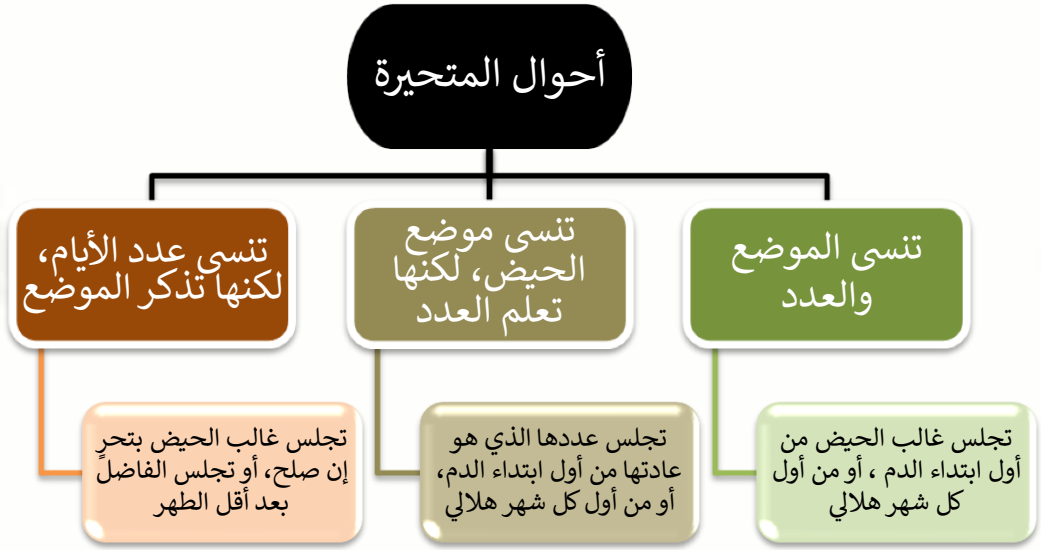 أحوال المتحيرة
تنسى الموضع
والعدد
تجلس غالب الحيض من
أول ابتداء الدم ، أو من أول
كل شهر هلالي
تنسى موضع
الحيض، لكنها
تعلم العدد
تجلس عددها الذي هو
عادتها من أول ابتداء الدم،
أو من أول كل شهر هلالي
تنسى عدد الأيام،
لكنها تذكر الموضع
تجلس غالب الحيض بتحرٍ
إن صلح، أو تجلس الفاضل
بعد أقل الطهر